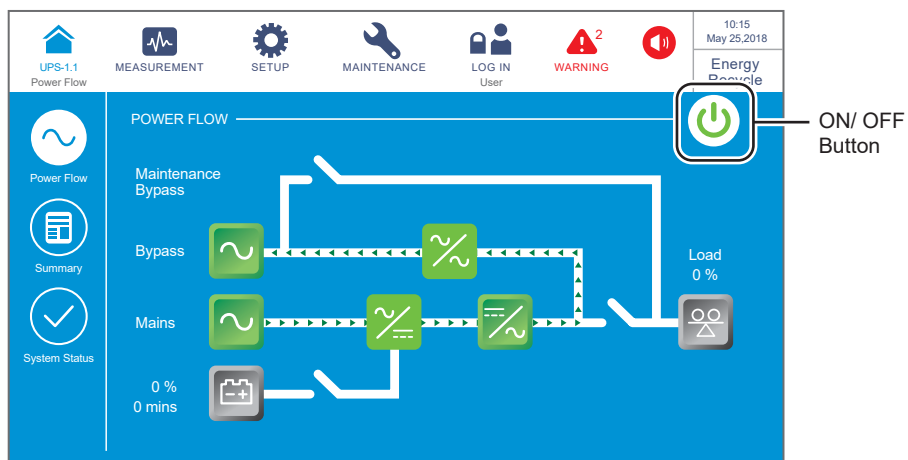 UPS-1.1
Power Flow
MEASUREMENT
SETUP
MAINTENANCE
LOG IN
User
2
WARNING
10:15
May 25,2018
Energy
Recycle
ON/ OFF
Button
POWER FLOW
Power Flow
Summary
System Status
Maintenance
Bypass
Bypass
Mains
0 %
0 mins
Load
0 %